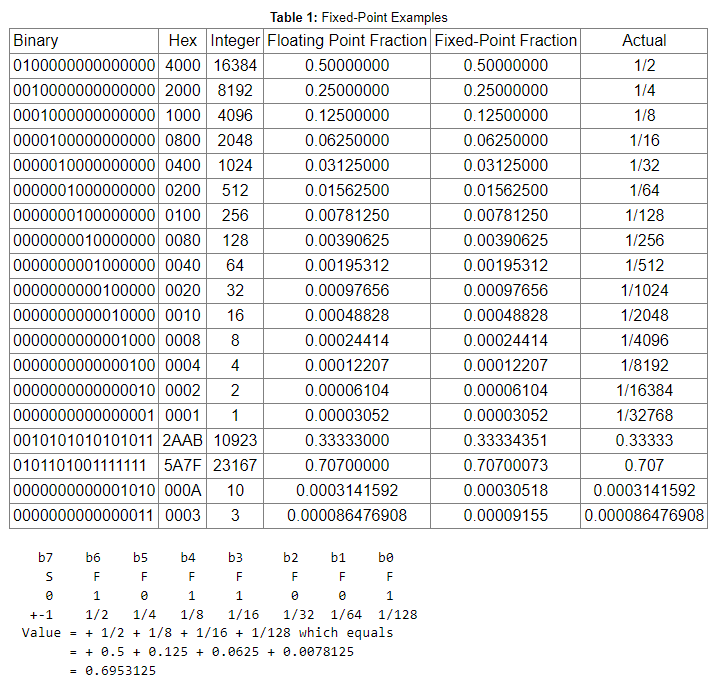 Table 1: Fixed-Point Examples
Binary Hex Integer Floating Point Fraction Fixed-Point Fraction Actual
0100000000000000 4000 16384 0.50000000 0.50000000 1/2
0010000000000000 2000 8192 0.25000000 0.25000000 1/4
0001000000000000 1000 4096 0.12500000 0.12500000 1/8
0000100000000000 0800 2048 0.06250000 0.06250000 1/16
0000010000000000 0400 1024 0.03125000 0.03125000 1/32
0000001000000000 0200 512 0.01562500 0.01562500 1/64
0000000100000000 0100 256 0.00781250 0.00781250 1/128
0000000010000000 0080 128 0.00390625 0.00390625 1/256
0000000001000000 0040 64 0.00195312 0.00195312 1/512
0000000000100000 0020 32 0.00097656 0.00097656 1/1024
0000000000010000 0010 16 0.00048828 0.00048828 1/2048
0000000000001000 0008 8 0.00024414 0.00024414 1/4096
0000000000000100 0004 4 0.00012207 0.00012207 1/8192
0000000000000010 0002 2 0.00006104 0.00006104 1/16384
0000000000000001 0001 1 0.00003052 0.00003052 1/32768
0010101010101011 2AAB 10923 0.33333000 0.33334351 0.33333
0101101001111111 5A7F 23167 0.70700000 0.70700073 0.707
0000000000001010 000A 10 0.0003141592 0.00030518 0.0003141592
0000000000000011 0003 3 0.000086476908 0.00009155 0.000086476908
b7 b6 b5 b4 b3 b2 b1 b0
S F F F F F F F
0 1 0 1 1 0 0 1
+-1 1/2 1/4 1/8 1/16 1/32 1/64 1/128
Value = + 1/2 + 1/8 + 1/16 + 1/128 which equals
= + 0.5 + 0.125 + 0.0625 + 0.0078125
= 0.6953125